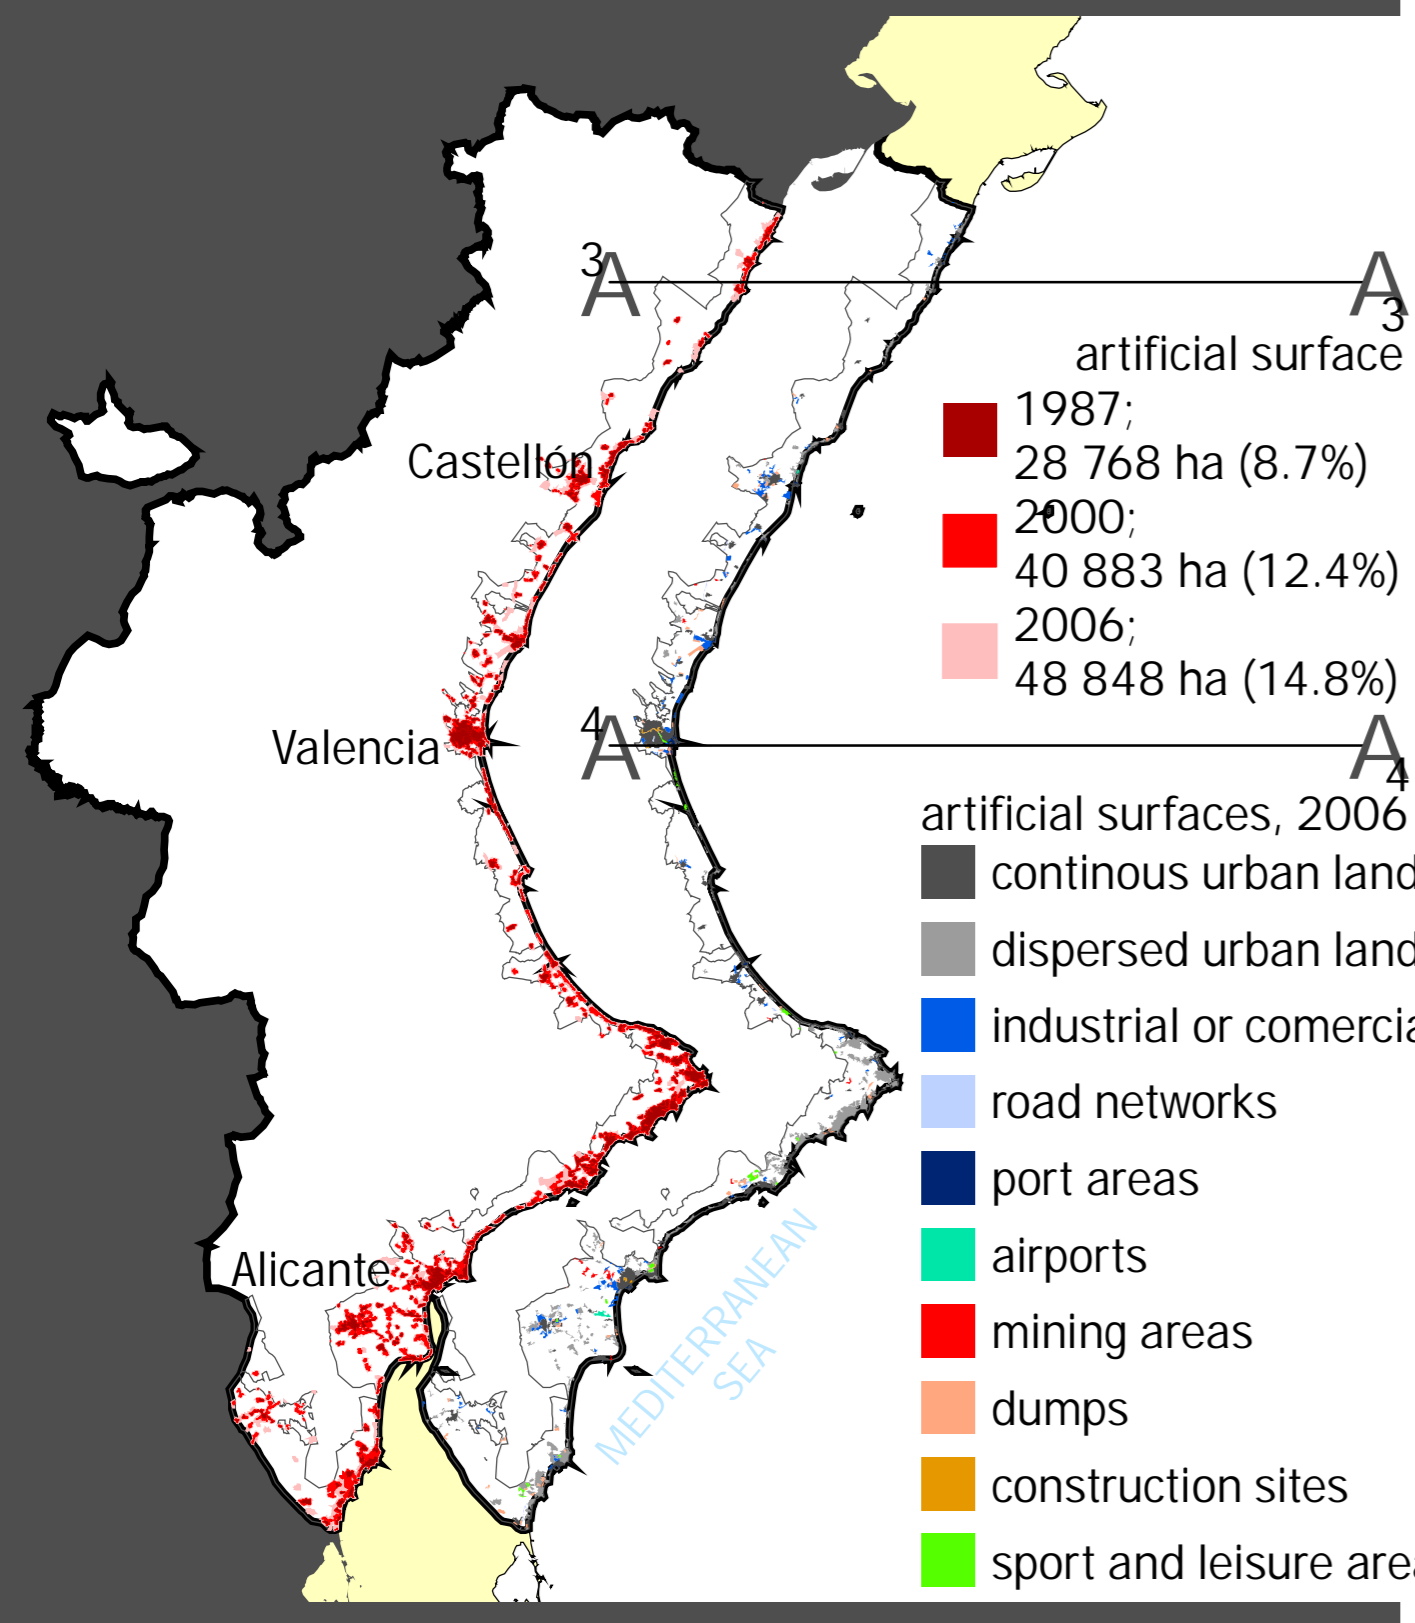 3
A
A
3
artificial surface
1987;
28 768 ha (8.7%)
Castellón
2000;
40 883 ha (12.4%)
2006;
48 848 ha (14.8%)
4
A
A
4
Valencia
artificial surfaces, 2006
continous urban land
dispersed urban land
industrial or comercia
road networks
port areas
airports
Alicante
MEDITERRANEAN
SEA
mining areas
dumps
construction sites
sport and leisure area